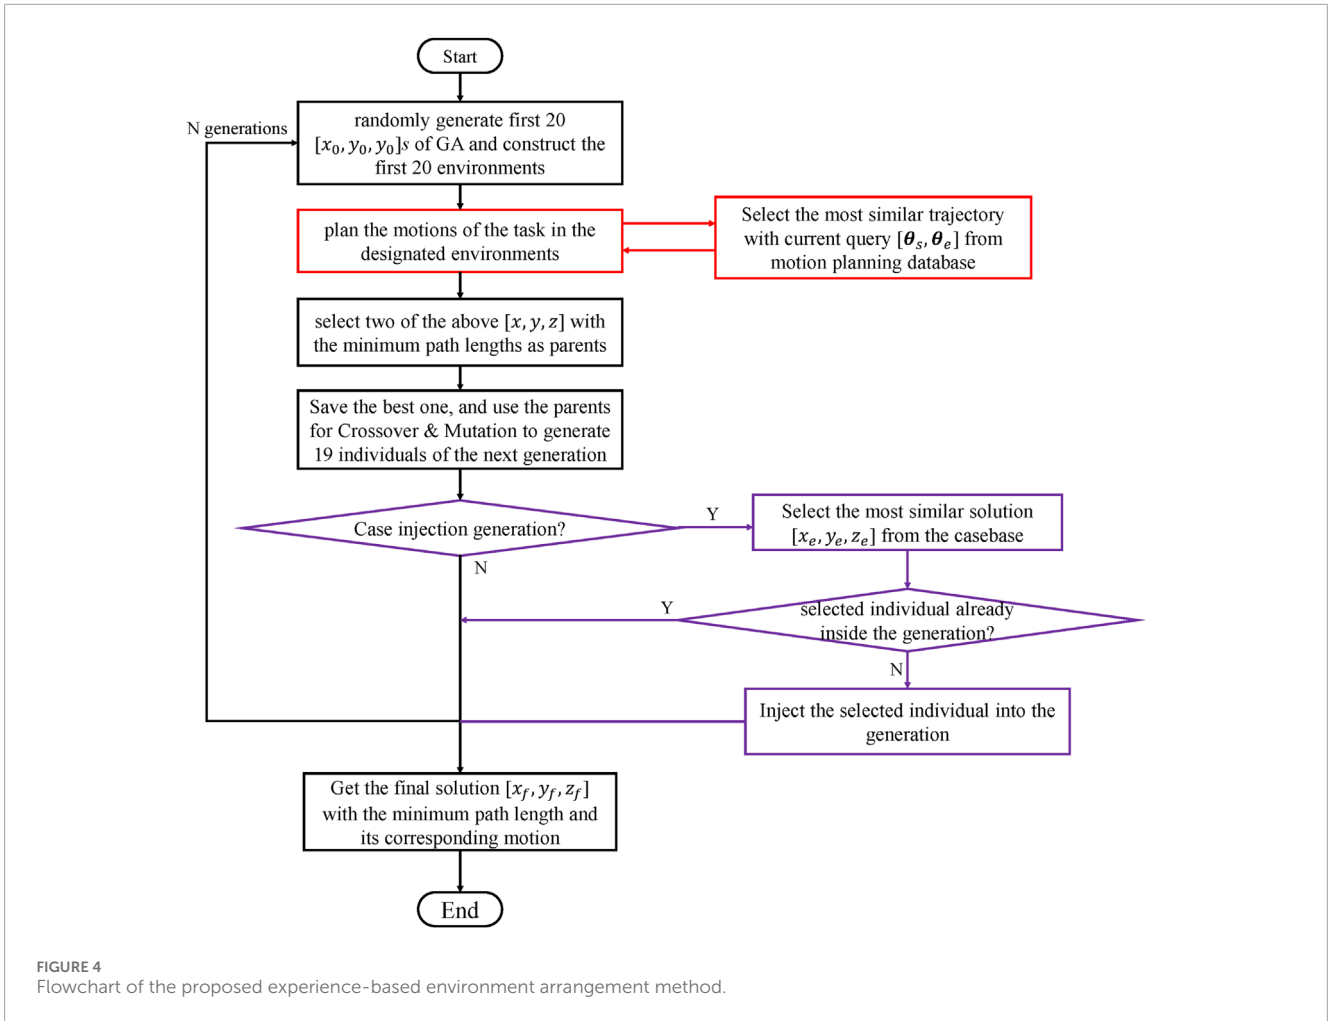 Start
N generations
randomly generate first 20
[x₀, y₀, y₀]s of GA and construct the
first 20 environments
plan the motions of the task in the
designated environments
Select the most similar trajectory
with current query [θₛ, θₑ] from
motion planning database
select two of the above [x, y, z] with
the minimum path lengths as parents
Save the best one, and use the parents
for Crossover & Mutation to generate
19 individuals of the next generation
Case injection generation?
Y
N
Select the most similar solution
[xₑ, yₑ, zₑ] from the casebase
selected individual already
inside the generation?
Y
N
Inject the selected individual into the
generation
Get the final solution [x_f, y_f, z_f]
with the minimum path length and
its corresponding motion
End
FIGURE 4
Flowchart of the proposed experience-based environment arrangement method.